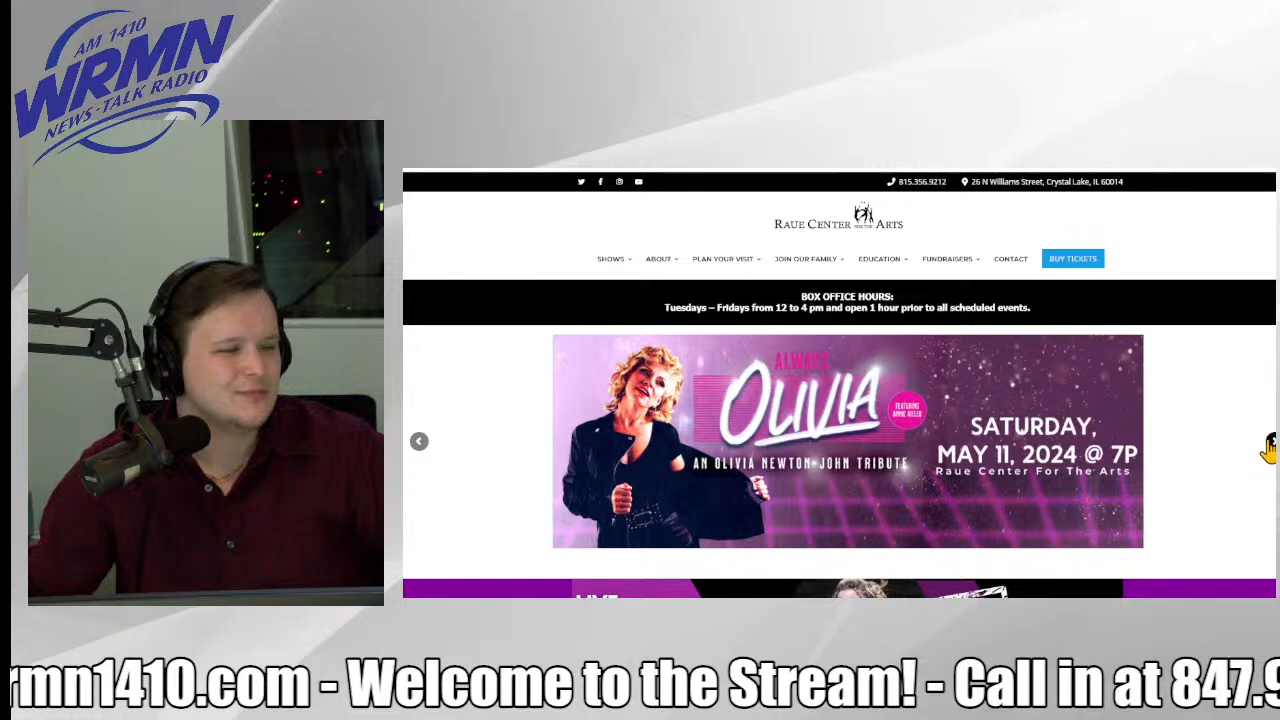 AM 1410
WRMN
NEWS·TALK RADIO
815.356.9212
26 N Williams Street, Crystal Lake, IL 60014
RAUE CENTER FOR THE ARTS
SHOWS
ABOUT
PLAN YOUR VISIT
JOIN OUR FAMILY
EDUCATION
FUNDRAISERS
CONTACT
BUY TICKETS
BOX OFFICE HOURS:
Tuesdays – Fridays from 12 to 4 pm and open 1 hour prior to all scheduled events.
ALWAYS
OLIVIA
FEATURING
ANNIE RIELLO
AN OLIVIA NEWTON-JOHN TRIBUTE
SATURDAY,
MAY 11, 2024 @ 7P
Raue Center For The Arts
rmn1410.com - Welcome to the Stream! - Call in at 847.9